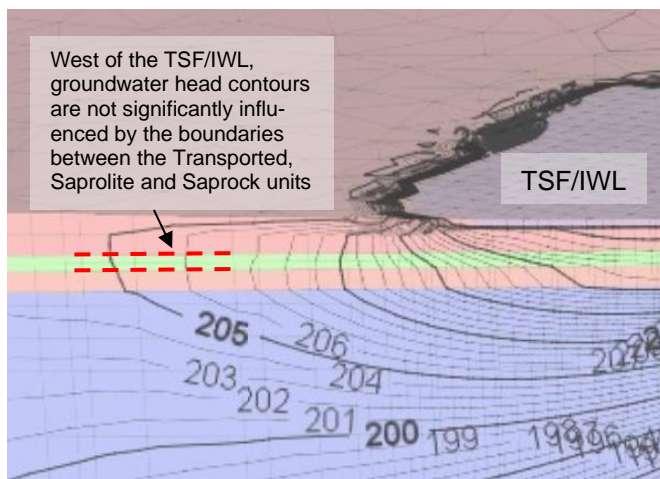 West of the TSF/IWL,
groundwater head contours
are not significantly influ-
enced by the boundaries
between the Transported,
Saprolite and Saprock units
TSF/IWL
205
206
203
204
202
201
200
199
198